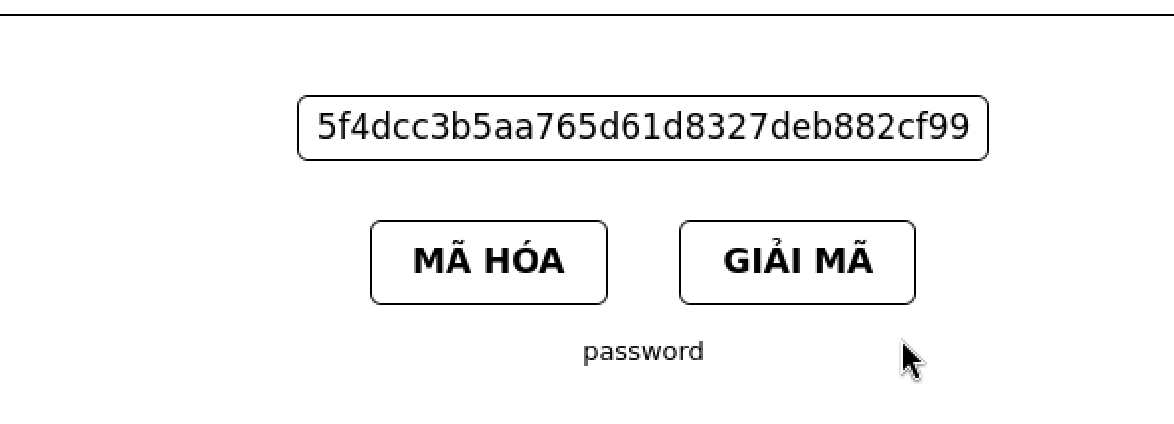 5f4dcc3b5aa765d61d8327deb882cf99
MÃ HÓA GIẢI MÃ
password